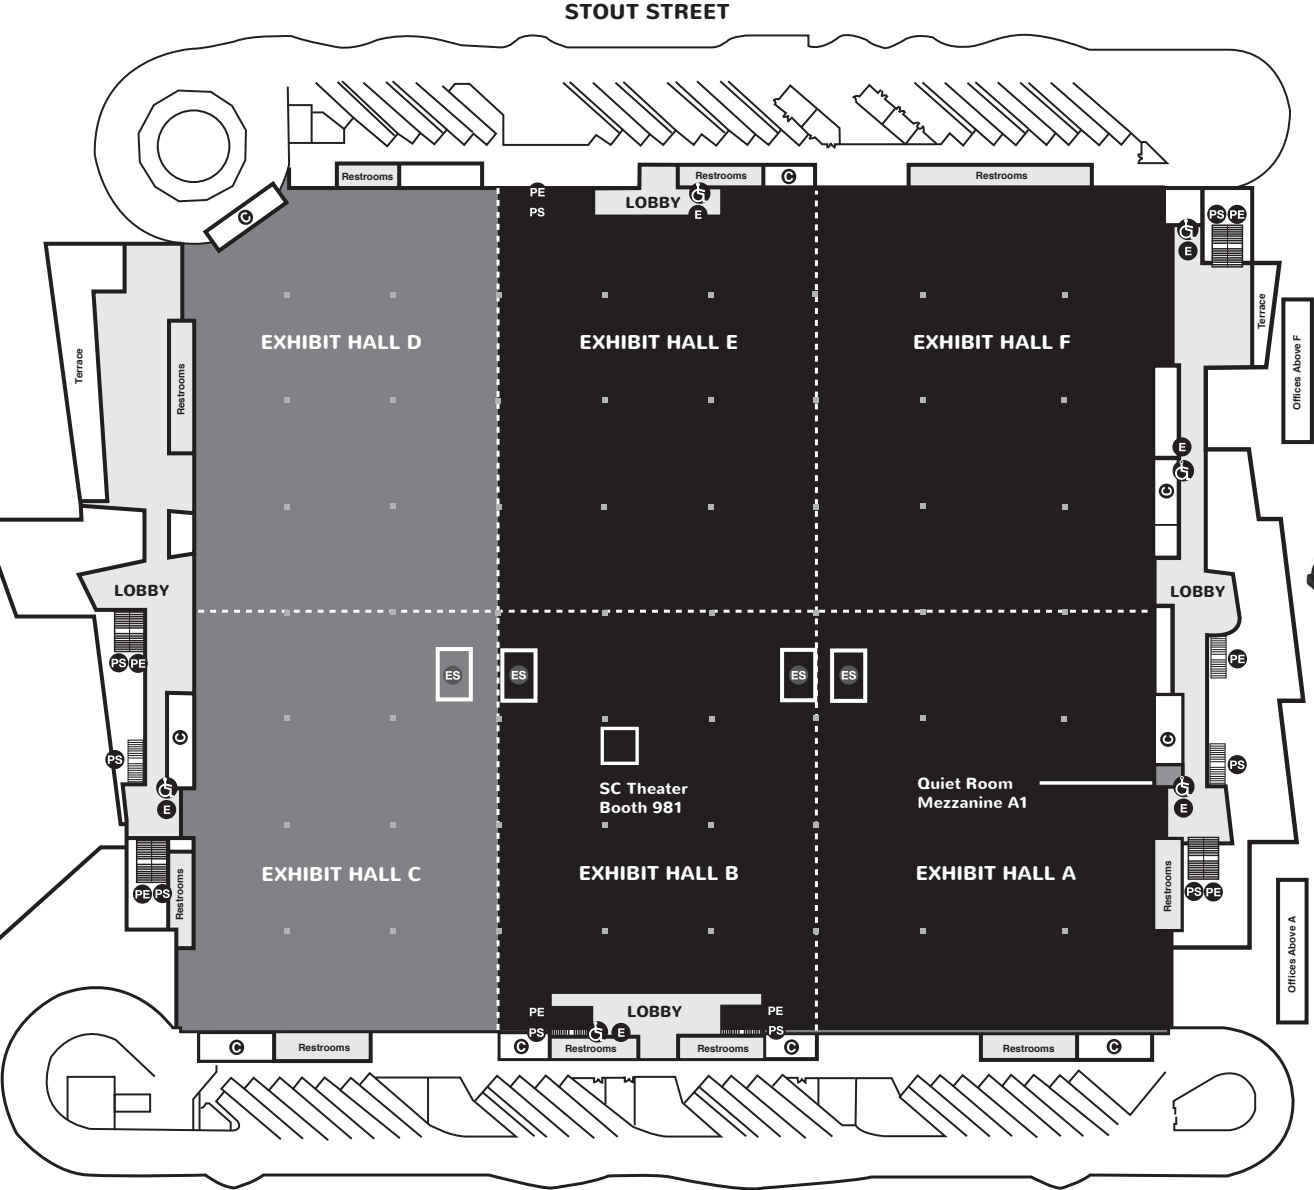 STOUT STREET
Restrooms
Restrooms
C
Restrooms
PE
PS
LOBBY
E
C
PS PE
E
Terrace
Terrace
Restrooms
EXHIBIT HALL D
EXHIBIT HALL E
EXHIBIT HALL F
Offices Above F
E
C
LOBBY
LOBBY
PS PE
PE
ES
ES
ES
ES
C
C
PS
PS
SC Theater
Booth 981
Quiet Room
Mezzanine A1
E
E
EXHIBIT HALL C
EXHIBIT HALL B
EXHIBIT HALL A
PE PS
Restrooms
Restrooms
PS PE
Offices Above A
PE
LOBBY
PE
PS
E
PS
C
Restrooms
C
Restrooms
Restrooms
C
Restrooms
C